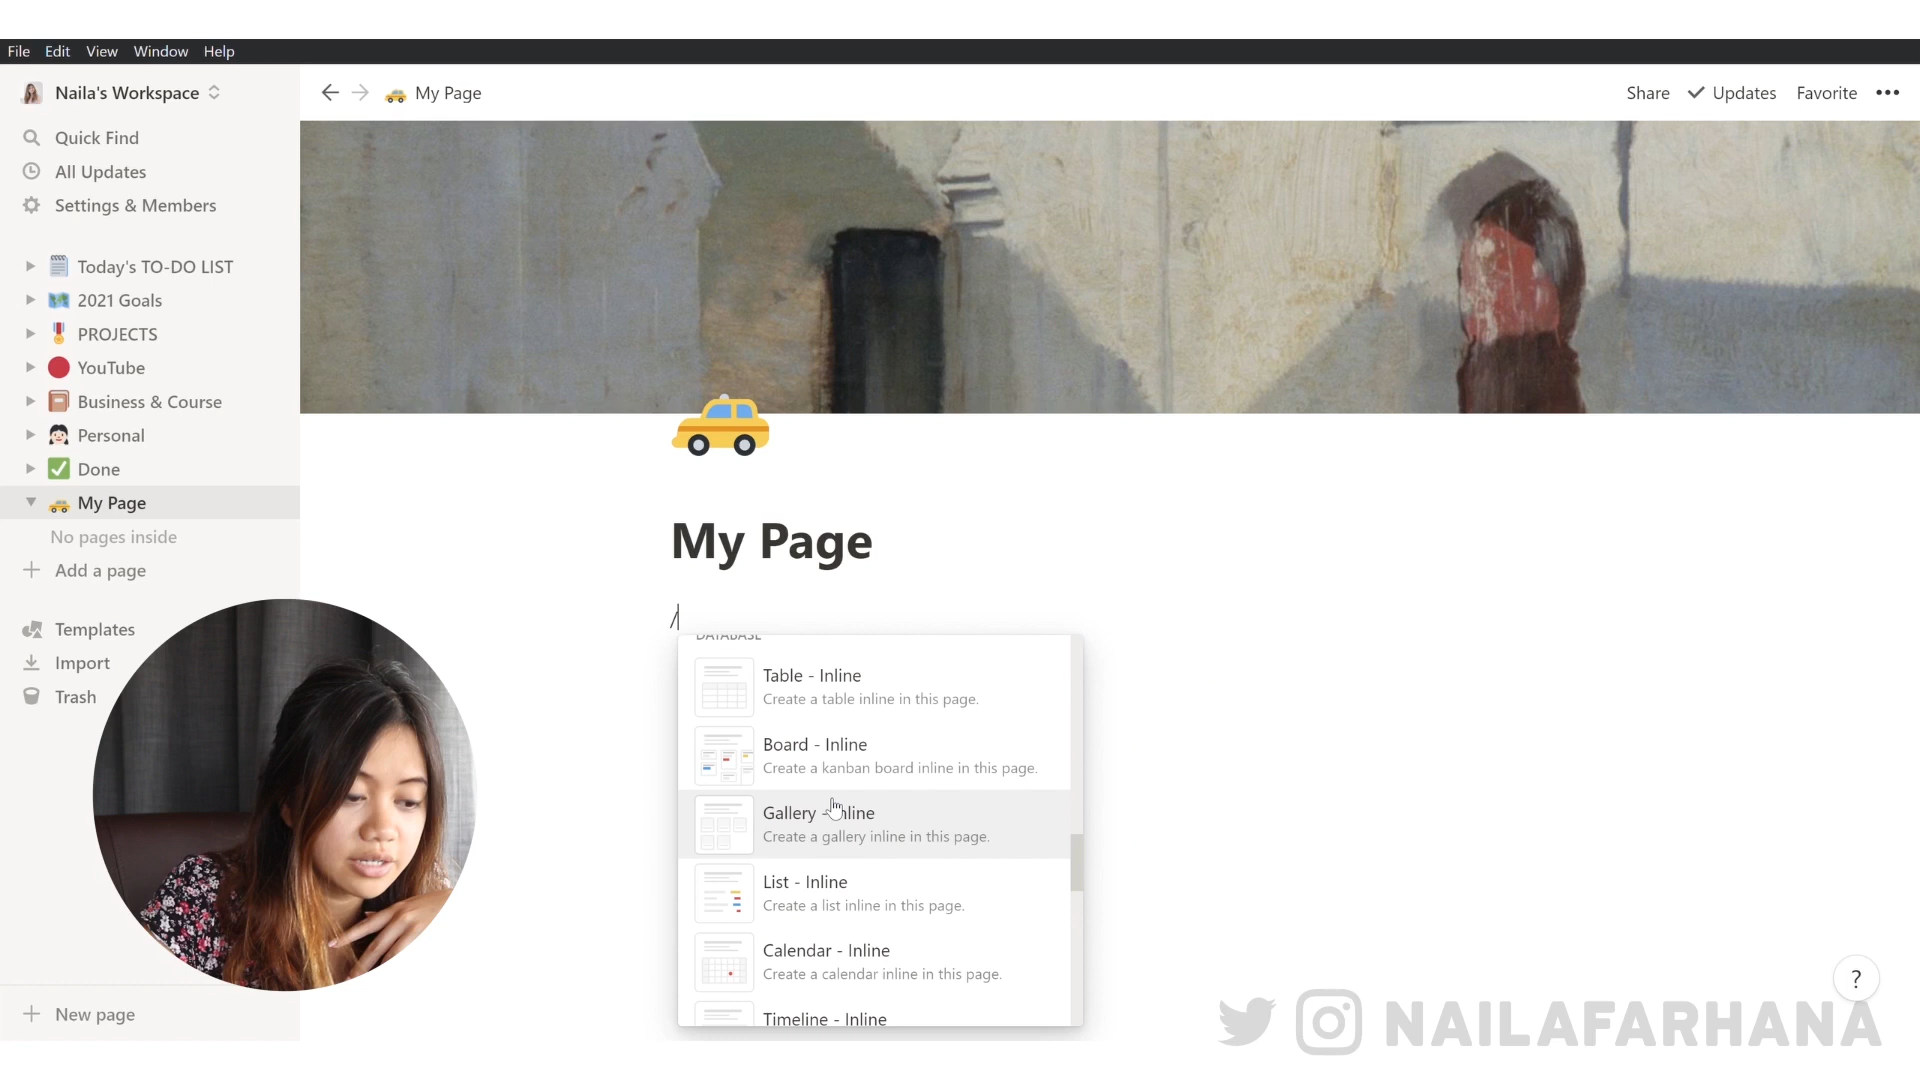 File Edit View Window Help
Naila's Workspace
My Page
Share Updates Favorite
Quick Find
All Updates
Settings & Members
Today's TO-DO LIST
2021 Goals
PROJECTS
YouTube
Business & Course
Personal
Done
My Page
No pages inside
Add a page
Templates
Import
Trash
New page
My Page
/
DATABASE
Table - Inline
Create a table inline in this page.
Board - Inline
Create a kanban board inline in this page.
Gallery - Inline
Create a gallery inline in this page.
List - Inline
Create a list inline in this page.
Calendar - Inline
Create a calendar inline in this page.
Timeline - Inline
?
NAILAFARHANA